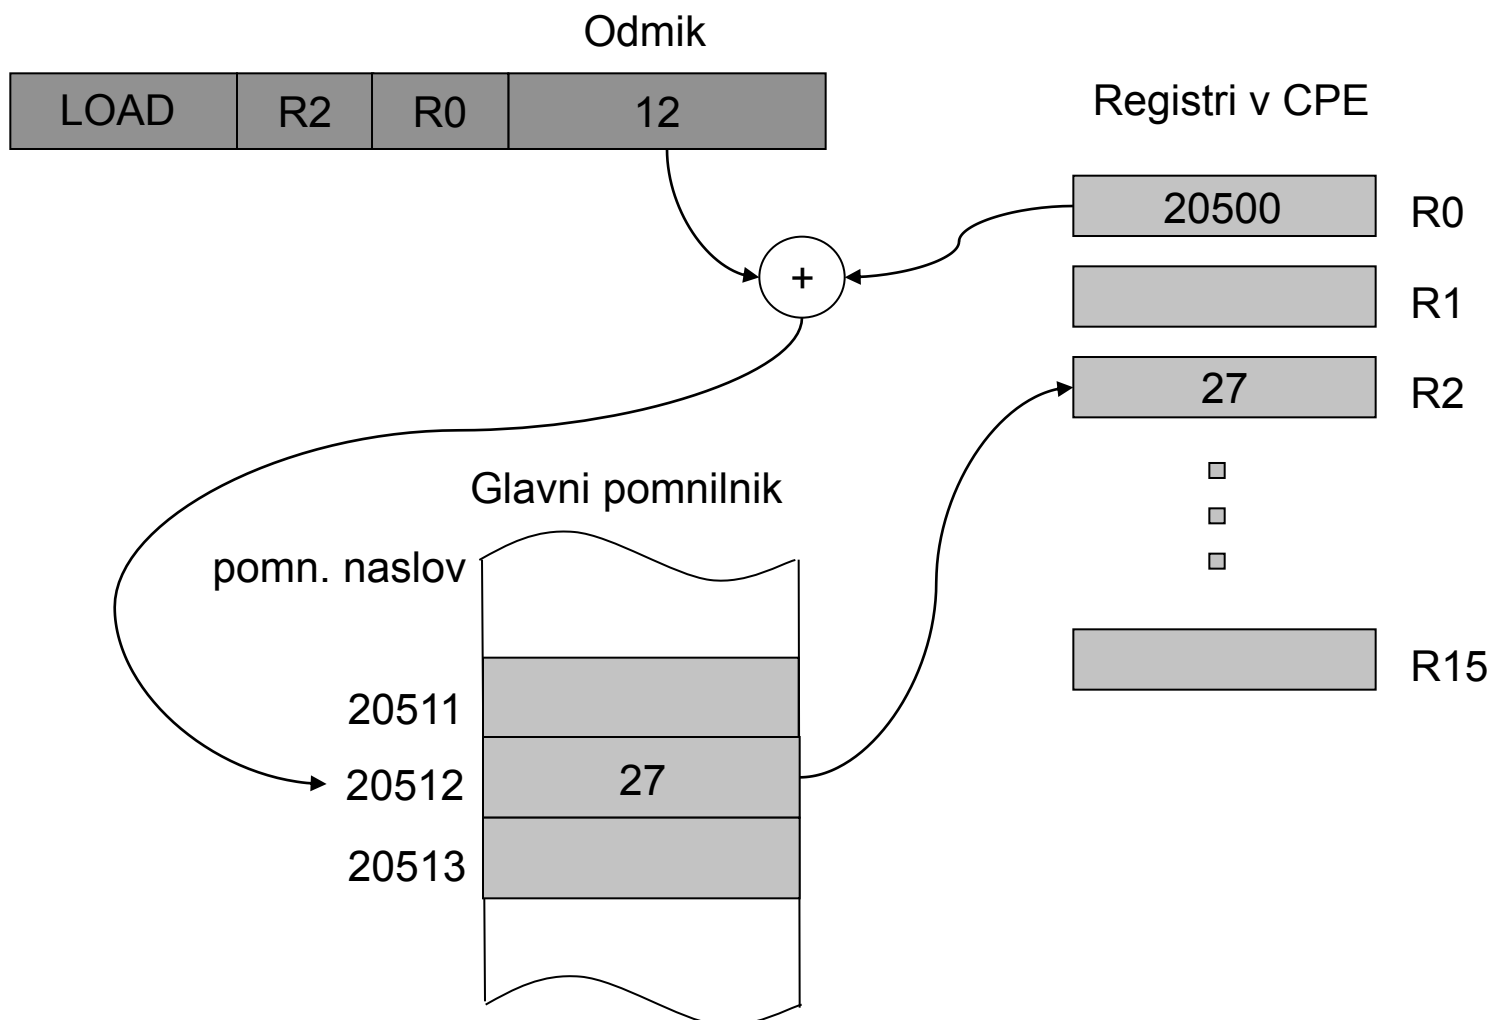 Odmik
LOAD R2 R0 12
Registri v CPE
20500 R0
+
R1
27 R2
Glavni pomnilnik
pomn. naslov
R15
20511
20512 27
20513